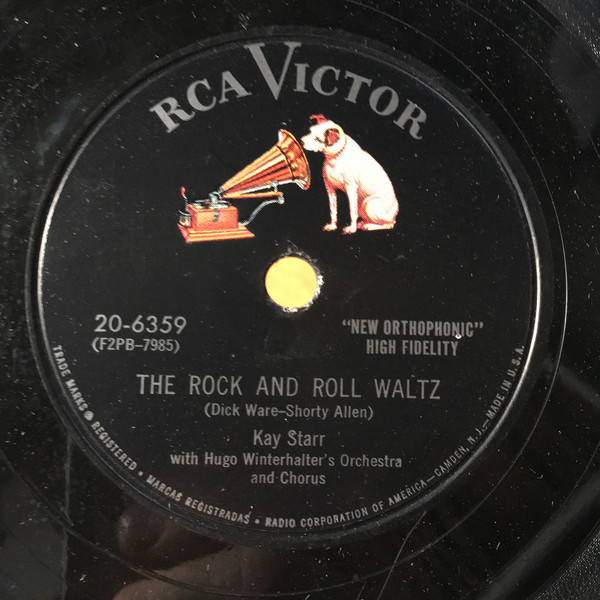 RCA VICTOR
20-6359
(F2PB-7985)
"NEW ORTHOPHONIC"
HIGH FIDELITY
THE ROCK AND ROLL WALTZ
(Dick Ware-Shorty Allen)
Kay Starr
with Hugo Winterhalter's Orchestra
and Chorus
TRADE MARKS ® REGISTERED • MARCAS REGISTRADAS • RADIO CORPORATION OF AMERICA—CAMDEN, N.J.—MADE IN U.S.A.